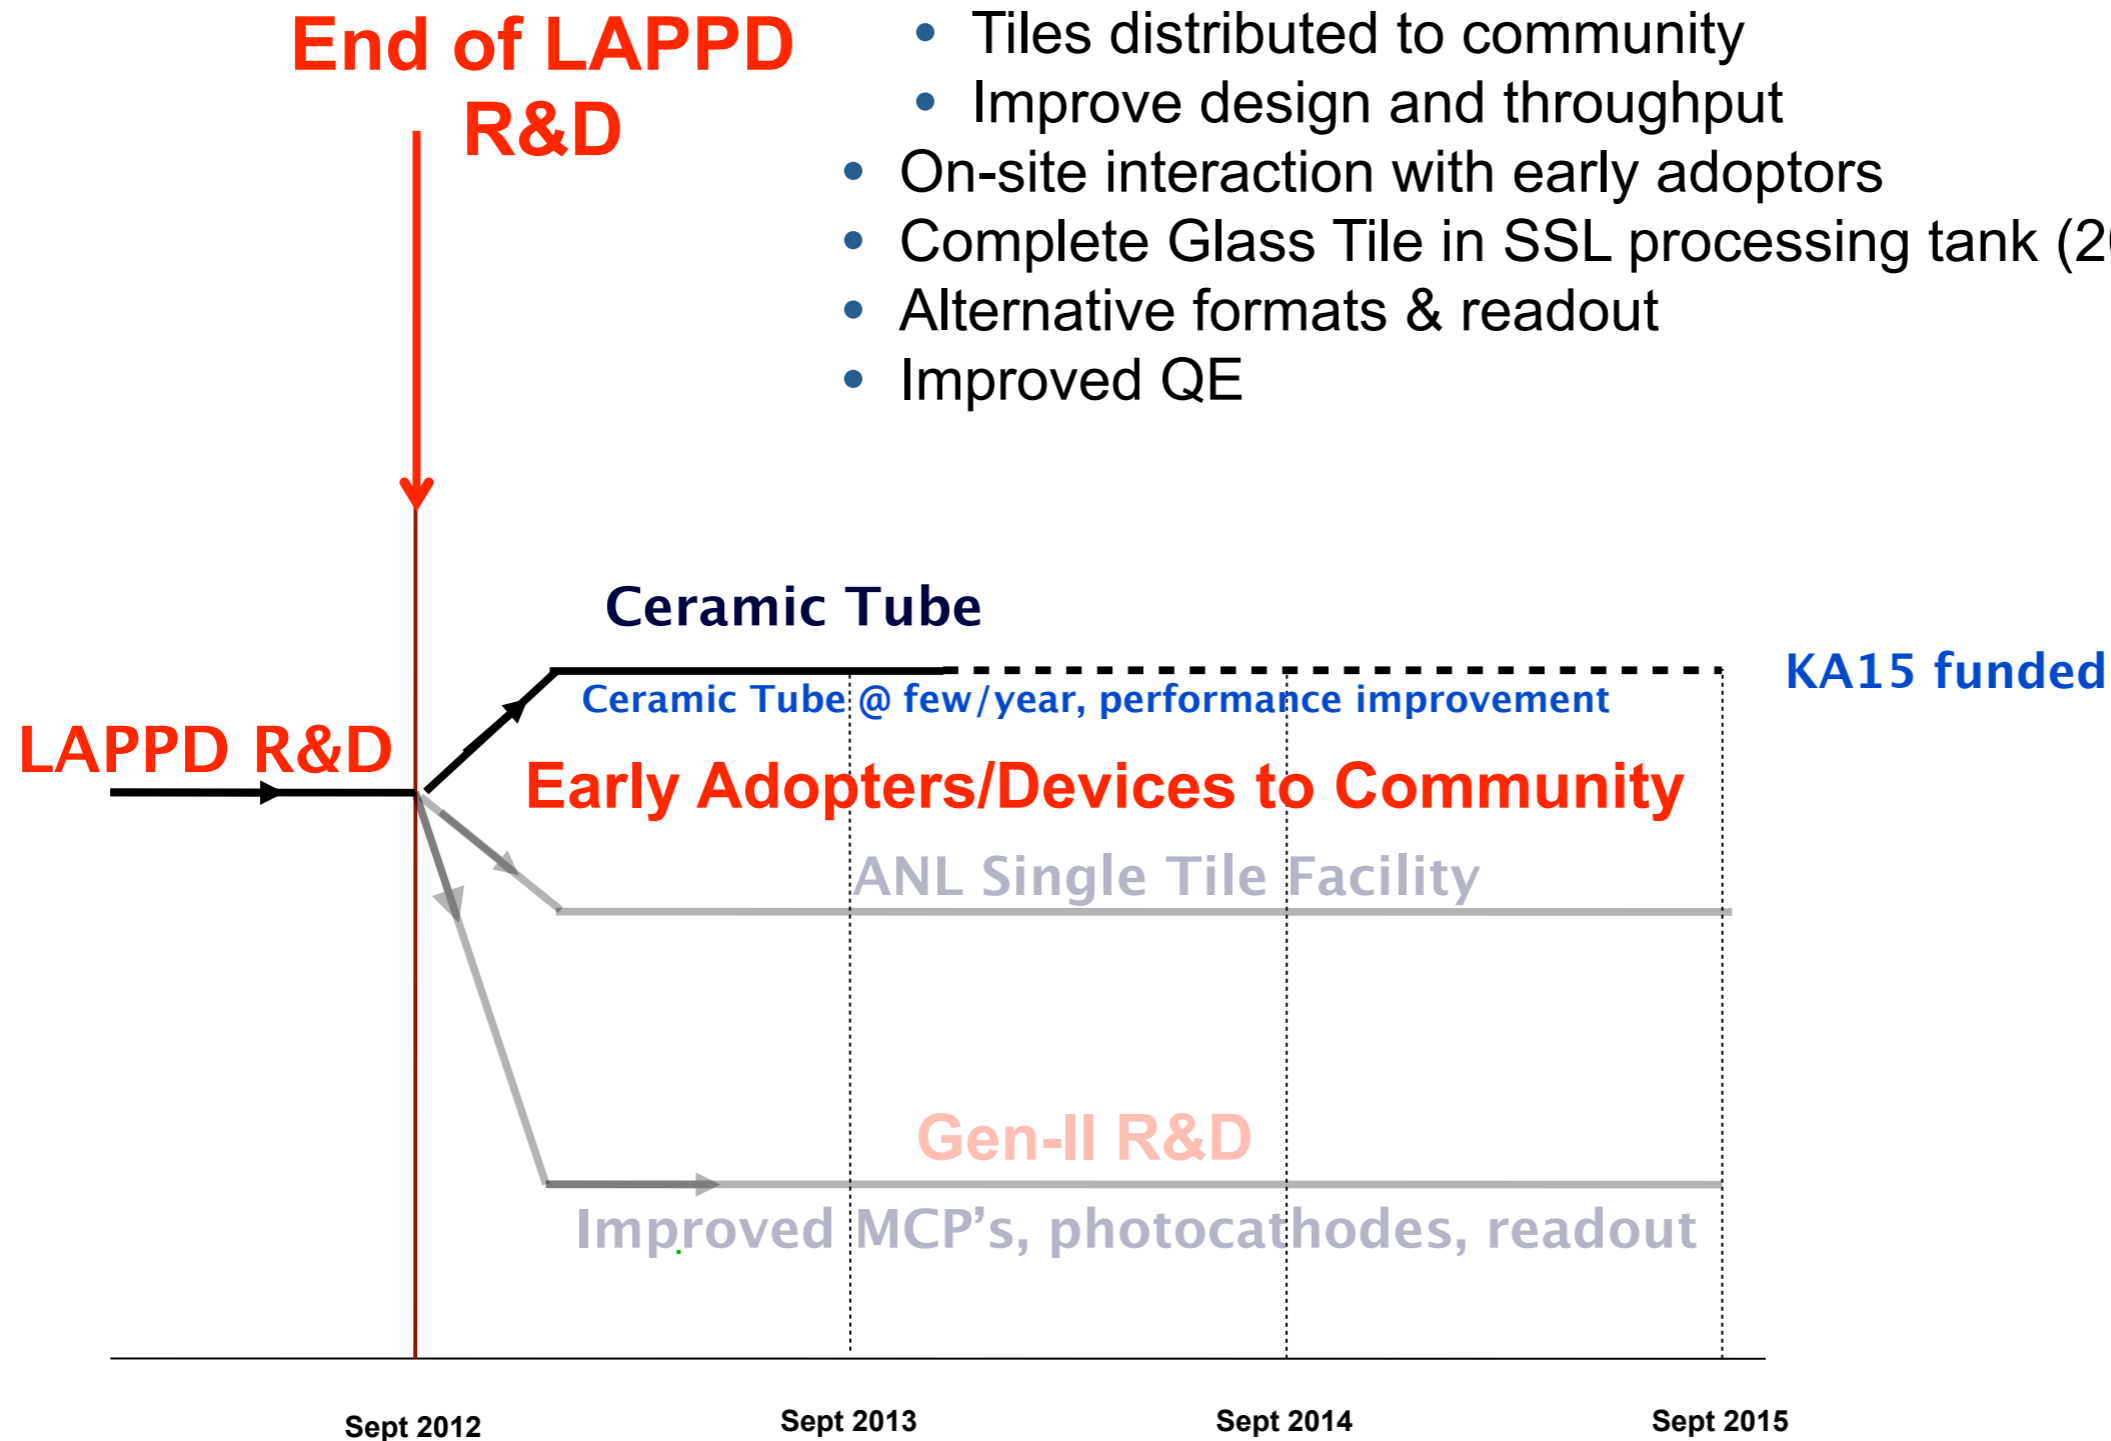 End of LAPPD
R&D
Tiles distributed to community
Improve design and throughput
On-site interaction with early adoptors
Complete Glass Tile in SSL processing tank (2
Alternative formats & readout
Improved QE
Ceramic Tube
KA15 funded
Ceramic Tube @ few/year, performance improvement
LAPPD R&D
Early Adopters/Devices to Community
ANL Single Tile Facility
Gen-II R&D
Improved MCP's, photocathodes, readout
Sept 2012
Sept 2013
Sept 2014
Sept 2015